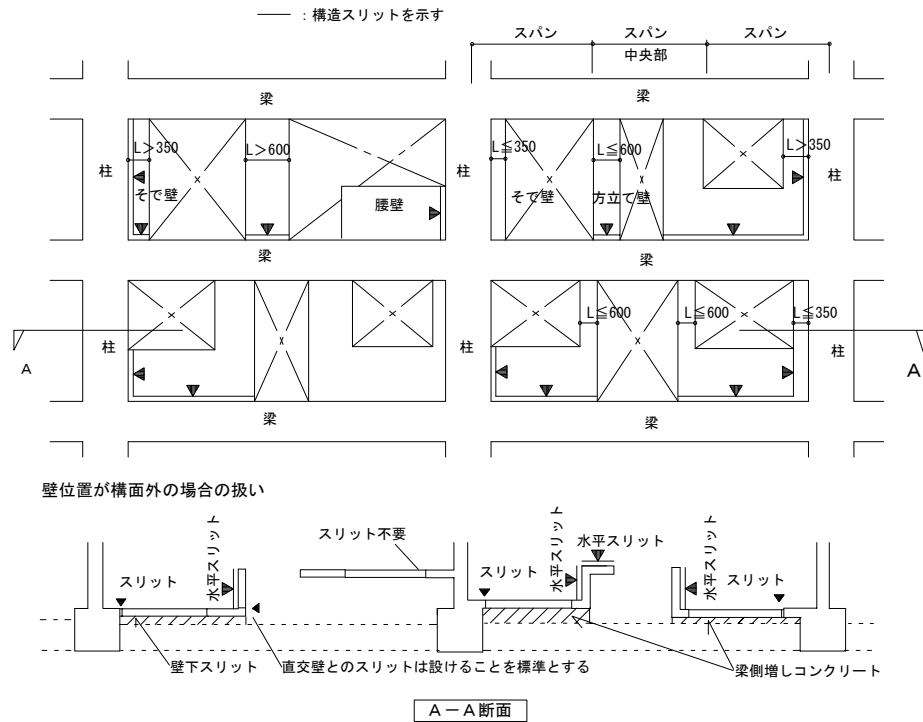 ── : 構造スリットを示す
スパン スパン スパン
中央部
梁 梁
L>350 L>600 L≦350 L≦600 L>350
柱 柱 柱
そで壁 腰壁 そで壁 方立て壁
梁 梁
L≦600 L≦600 L≦350
柱 柱 柱
A A
梁 梁
壁位置が構面外の場合の扱い
スリット不要
水平スリット
スリット 水平スリット スリット 水平スリット 水平スリット スリット
壁下スリット 直交壁とのスリットは設けることを標準とする 梁側増しコンクリート
A-A断面